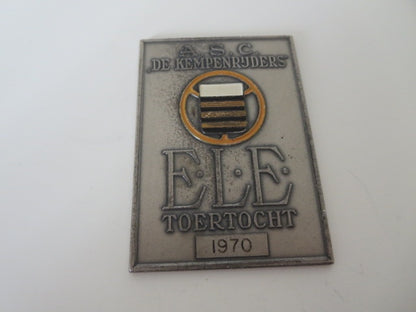 A.S.C.
„DE KEMPENRIJDERS"
E·L·E·
TOERTOCHT
1970